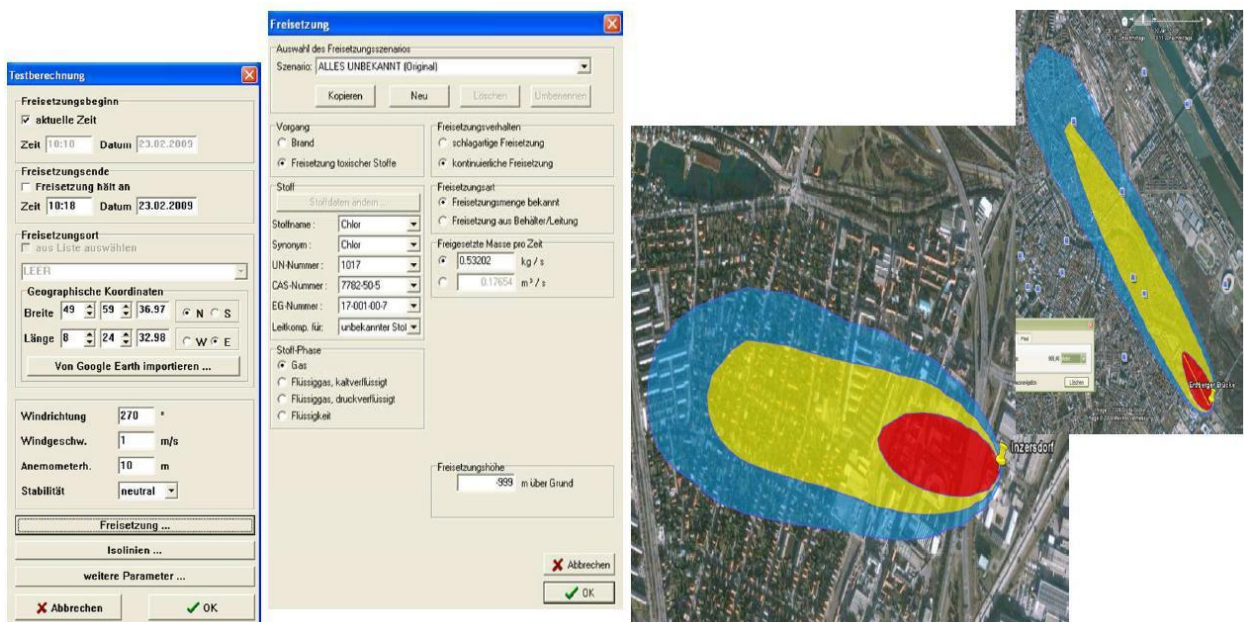 Testberechnung
Freisetzungsbeginn
aktuelle Zeit
Zeit 10:10 Datum 23.02.2009
Freisetzungsende
Freisetzung hält an
Zeit 10:18 Datum 23.02.2009
Freisetzungsort
aus Liste auswählen
LEER
Geographische Koordinaten
Breite 49 59 36.97 N S
Länge 8 24 32.98 W E
Von Google Earth importieren ...
Windrichtung 270 °
Windgeschw. 1 m/s
Anemometerh. 10 m
Stabilität neutral
Freisetzung ...
Isolinien ...
weitere Parameter ...
Abbrechen OK
Freisetzung
Auswahl des Freisetzungsszenarios
Szenario: ALLES UNBEKANNT (Original)
Kopieren Neu Löschen Umbenennen
Vorgang
Brand
Freisetzung toxischer Stoffe
Freisetzungsverhalten
schlagartige Freisetzung
kontinuierliche Freisetzung
Stoff
Stoffdaten ändern ...
Stoffname : Chlor
Synonym : Chlor
UN-Nummer : 1017
CAS-Nummer : 7782-50-5
EG-Nummer : 17-001-00-7
Leitkomp. für: unbekannter Stof
Freisetzungsart
Freisetzungsmenge bekannt
Freisetzung aus Behälter/Leitung
Freigesetzte Masse pro Zeit
0.53202 kg / s
0.17654 m³ / s
Stoff-Phase
Gas
Flüssiggas, kaltverflüssigt
Flüssiggas, druckverflüssigt
Flüssigkeit
Freisetzungshöhe
-999 m über Grund
Abbrechen
OK
Inzersdorf
Löschen
Erdberger Brücke